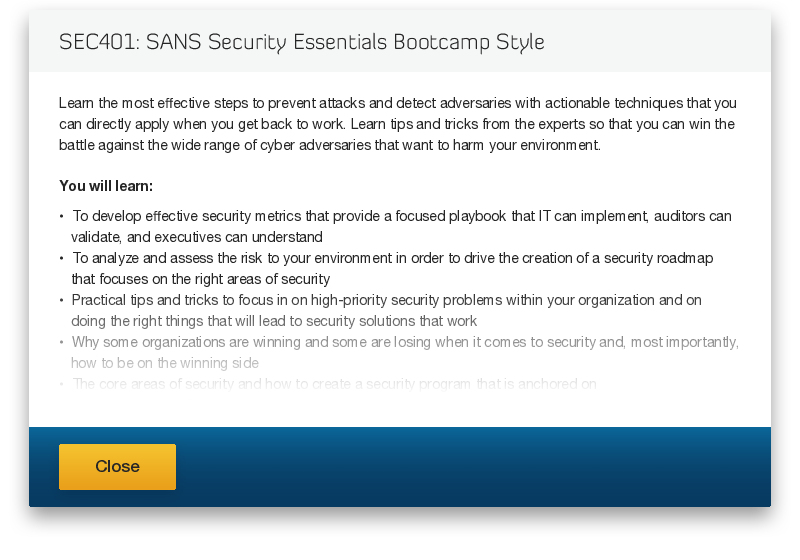 SEC401: SANS Security Essentials Bootcamp Style
Learn the most effective steps to prevent attacks and detect adversaries with actionable techniques that you
can directly apply when you get back to work. Learn tips and tricks from the experts so that you can win the
battle against the wide range of cyber adversaries that want to harm your environment.
You will learn:
• To develop effective security metrics that provide a focused playbook that IT can implement, auditors can
validate, and executives can understand
• To analyze and assess the risk to your environment in order to drive the creation of a security roadmap
that focuses on the right areas of security
• Practical tips and tricks to focus in on high-priority security problems within your organization and on
doing the right things that will lead to security solutions that work
• Why some organizations are winning and some are losing when it comes to security and, most importantly,
how to be on the winning side
• The core areas of security and how to create a security program that is anchored on
Close